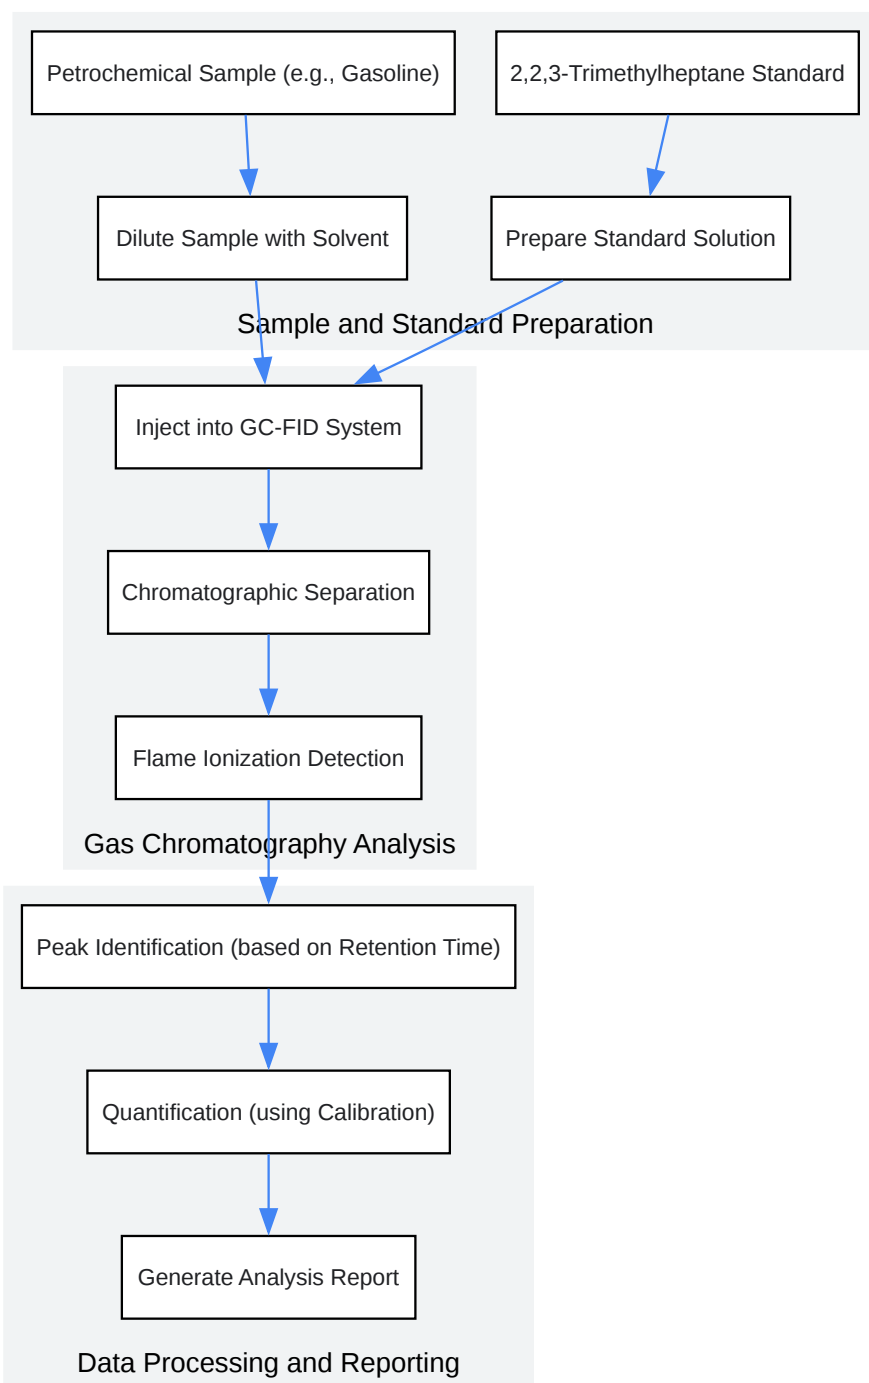 Petrochemical Sample (e.g., Gasoline)
2,2,3-Trimethylheptane Standard
Dilute Sample with Solvent
Prepare Standard Solution
Sample and Standard Preparation
Inject into GC-FID System
Chromatographic Separation
Flame Ionization Detection
Gas Chromatography Analysis
Peak Identification (based on Retention Time)
Quantification (using Calibration)
Generate Analysis Report
Data Processing and Reporting